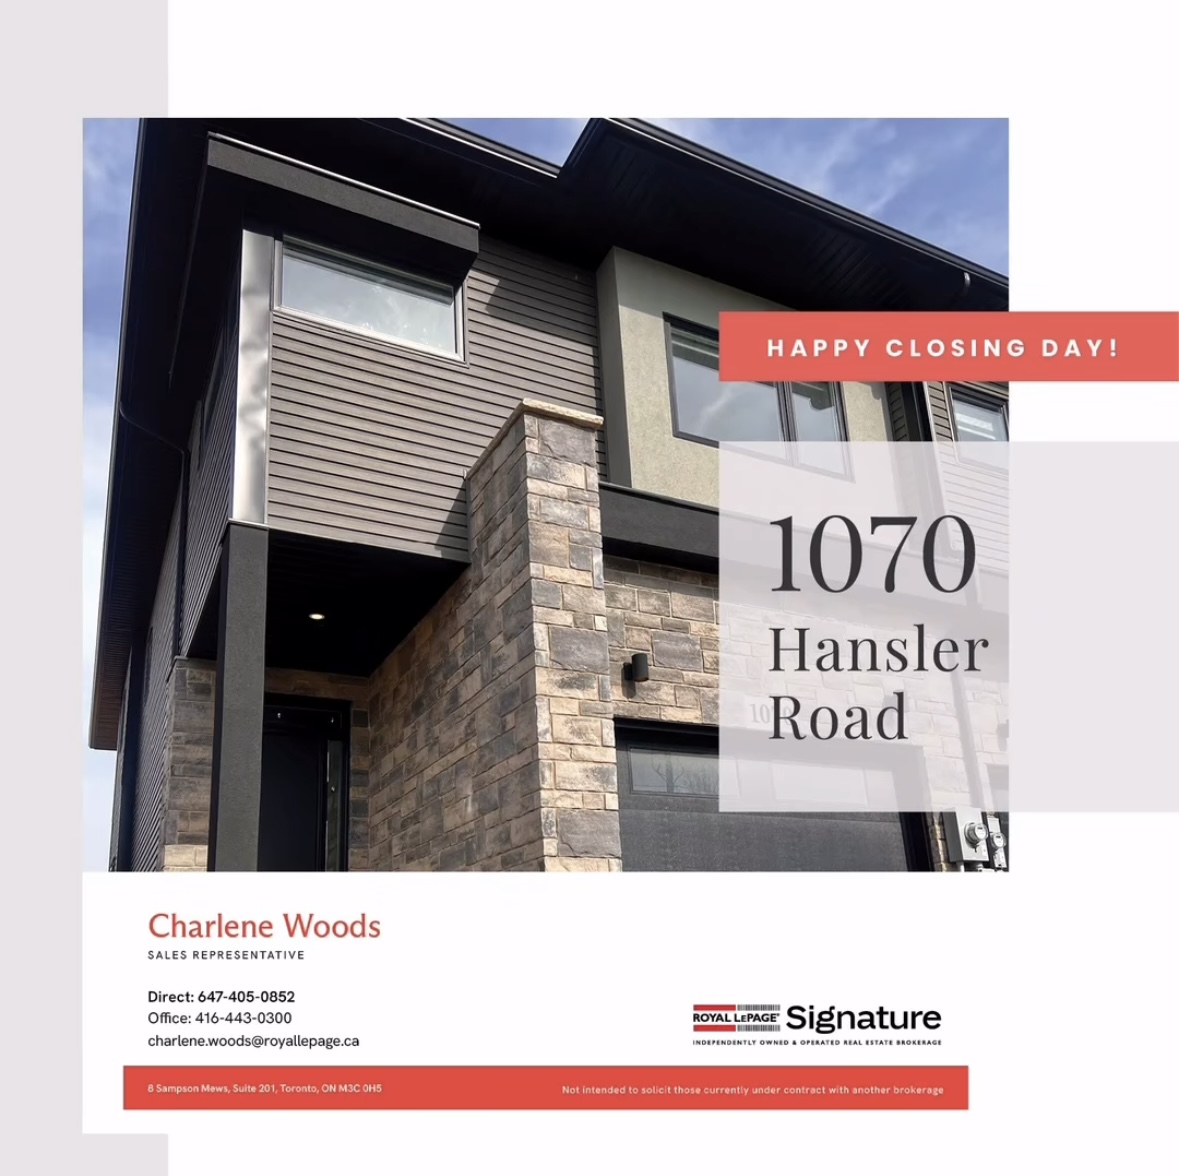 HAPPY CLOSING DAY!
1070
Hansler
Road
Charlene Woods
SALES REPRESENTATIVE
Direct: 647-405-0852
Office: 416-443-0300
charlene.woods@royallepage.ca
ROYAL LEPAGE® Signature
INDEPENDENTLY OWNED & OPERATED REAL ESTATE BROKERAGE
8 Sampson Mews, Suite 201, Toronto, ON M3C 0H5
Not intended to solicit those currently under contract with another brokerage